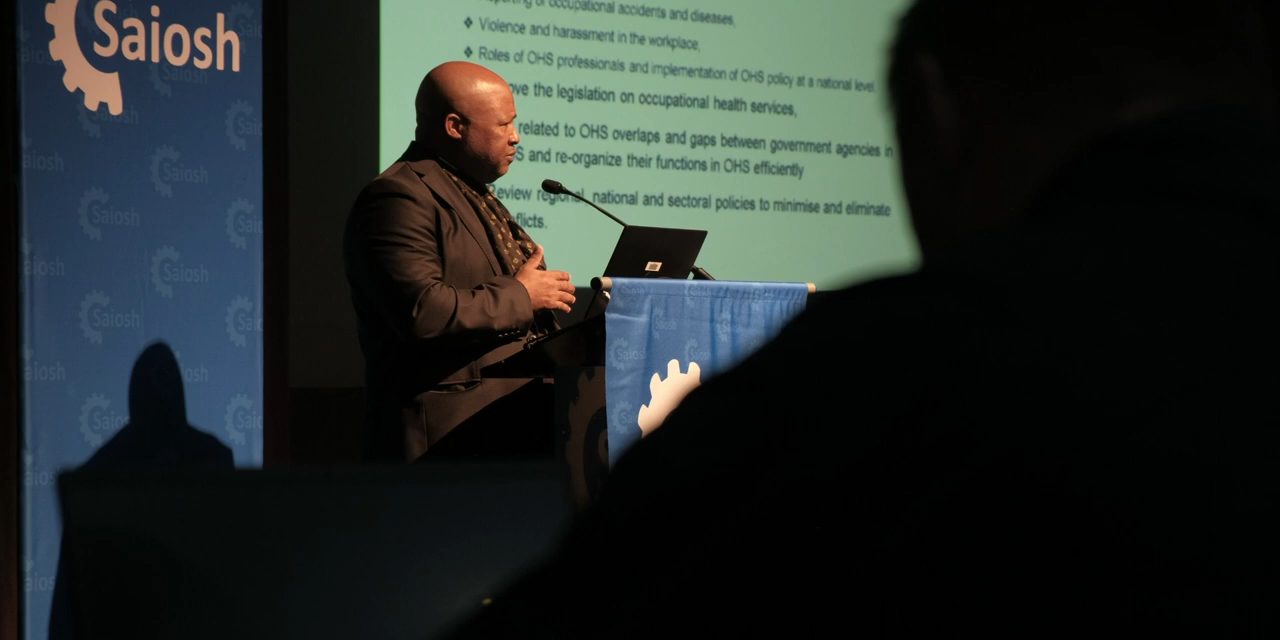 Saiosh
of occupational accidents and diseases,
❖ Violence and harassment in the workplace,
❖ Roles of OHS professionals and implementation of OHS policy at a national level.
the legislation on occupational health services,
related to OHS overlaps and gaps between government agencies in
and re-organize their functions in OHS efficiently
Review regional, national and sectoral policies to minimise and eliminate